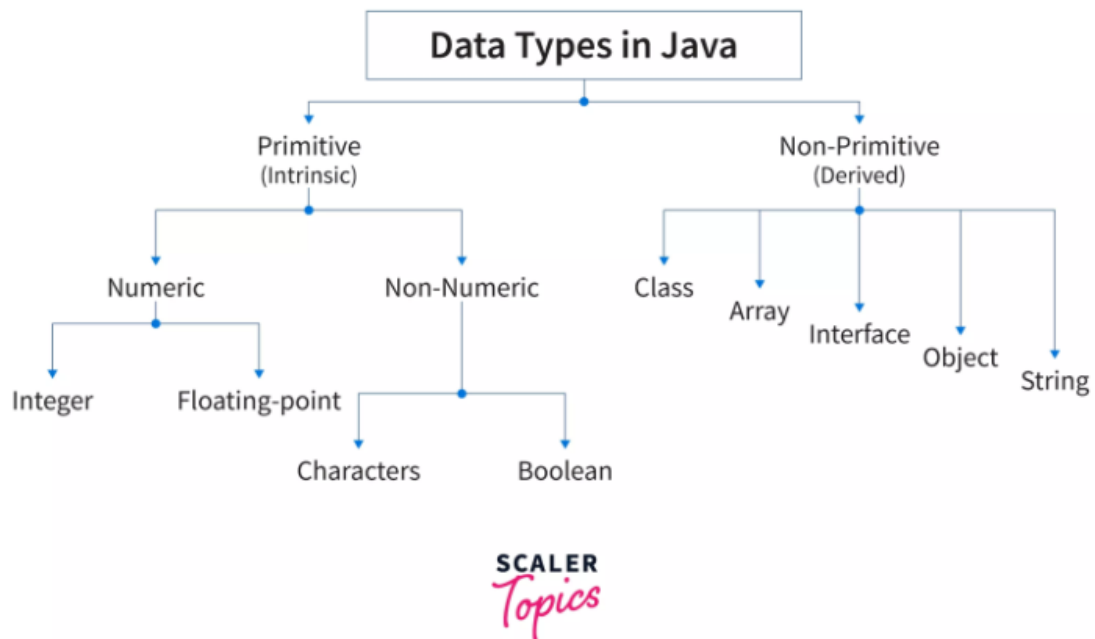 Data Types in Java
Primitive
(Intrinsic)
Non-Primitive
(Derived)
Numeric
Non-Numeric
Class
Array
Interface
Object
String
Integer
Floating-point
Characters
Boolean
SCALER
Topics